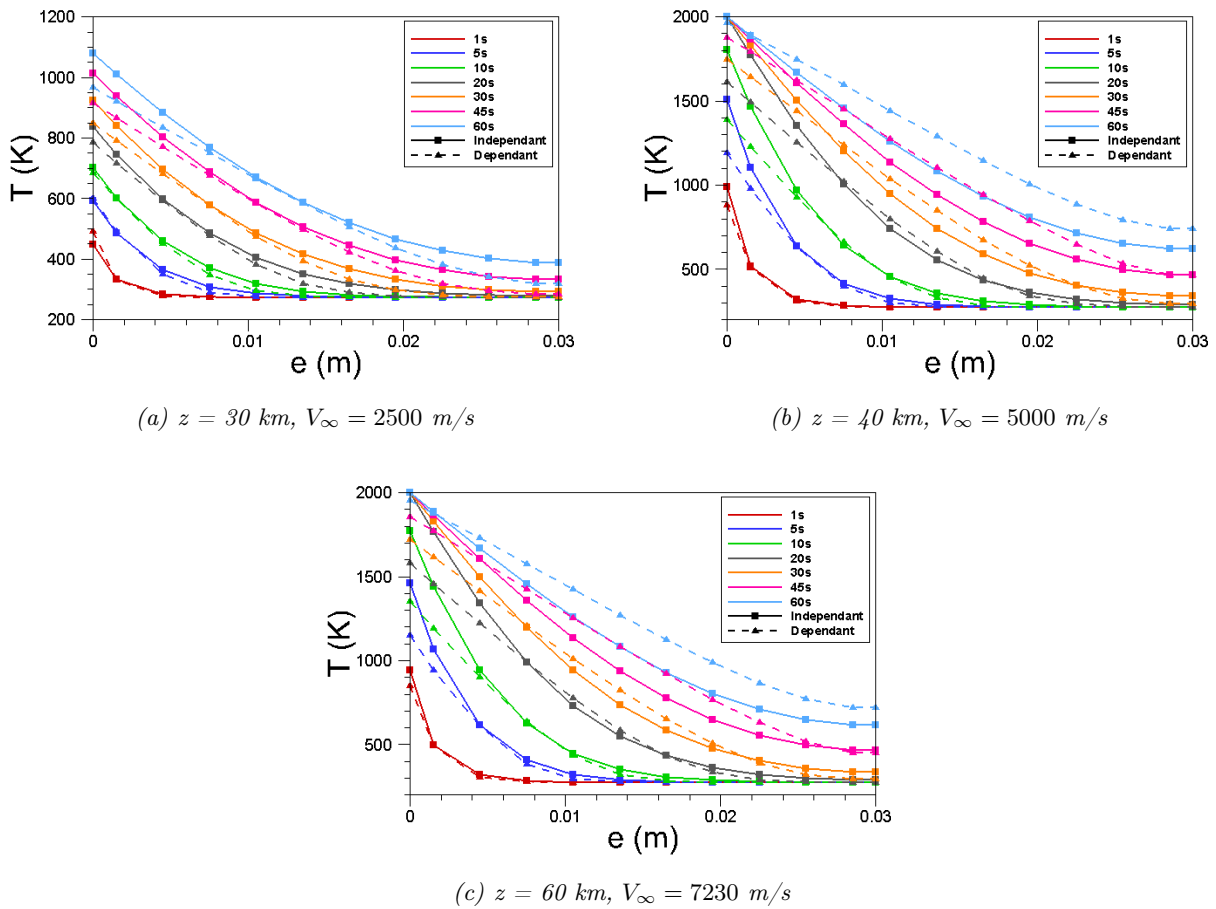 1200
1000
800
600
400
200
T (K)
0
0.01
0.02
0.03
e (m)
1s
5s
10s
20s
30s
45s
60s
Independant
Dependant
(a) z = 30 km, V∞ = 2500 m/s
2000
1500
1000
500
T (K)
0
0.01
0.02
0.03
e (m)
1s
5s
10s
20s
30s
45s
60s
Independant
Dependant
(b) z = 40 km, V∞ = 5000 m/s
2000
1500
1000
500
T (K)
0
0.01
0.02
0.03
e (m)
1s
5s
10s
20s
30s
45s
60s
Independant
Dependant
(c) z = 60 km, V∞ = 7230 m/s